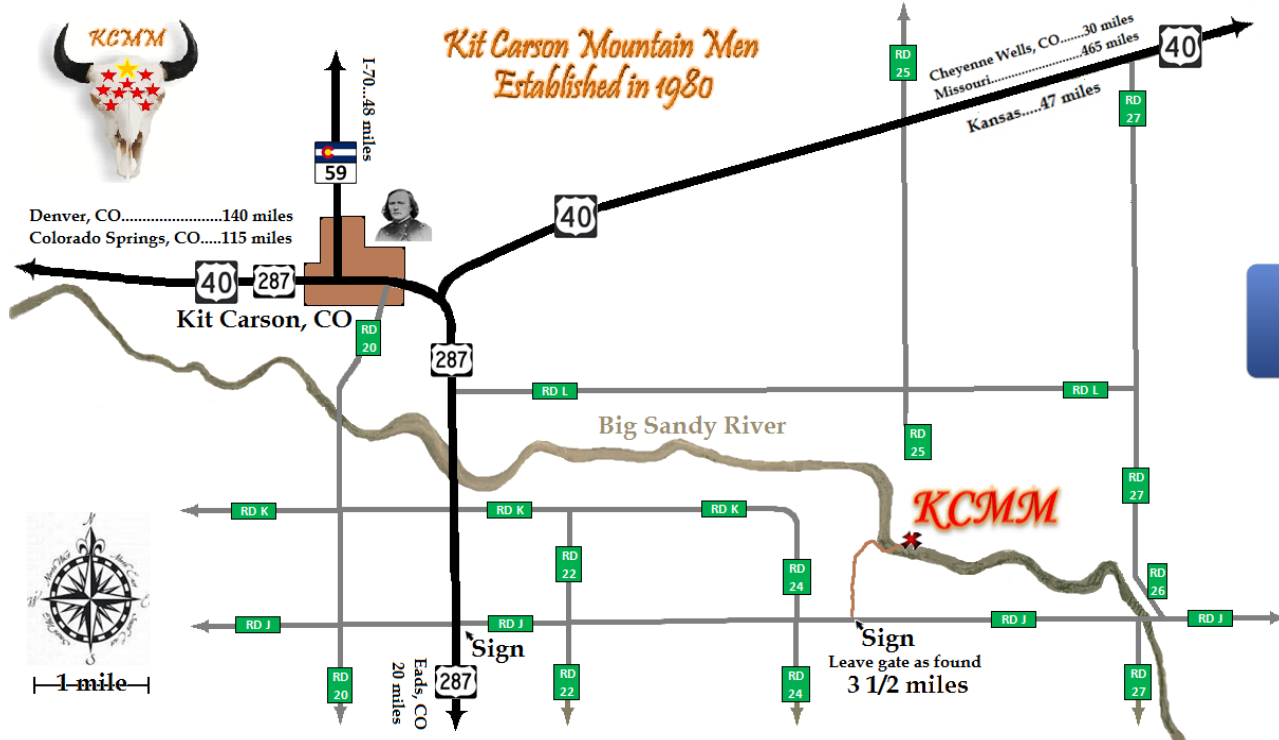 KCMM
Kit Carson Mountain Men
Established in 1980
I-70...48 miles
59
Denver, CO........................140 miles
Colorado Springs, CO.....115 miles
40
287
Kit Carson, CO
RD 20
40
Cheyenne Wells, CO......30 miles
Missouri......................465 miles
Kansas.....47 miles
40
RD 25
RD 27
287
RD L
RD L
Big Sandy River
RD 25
RD 27
KCMM
RD K
RD K
RD K
RD 22
RD 24
RD 26
N
W
E
S
RD J
RD J
RD J
RD J
Sign
Sign
Leave gate as found
3 1/2 miles
1 mile
RD 20
Eads, CO
20 miles
287
RD 22
RD 24
RD 27